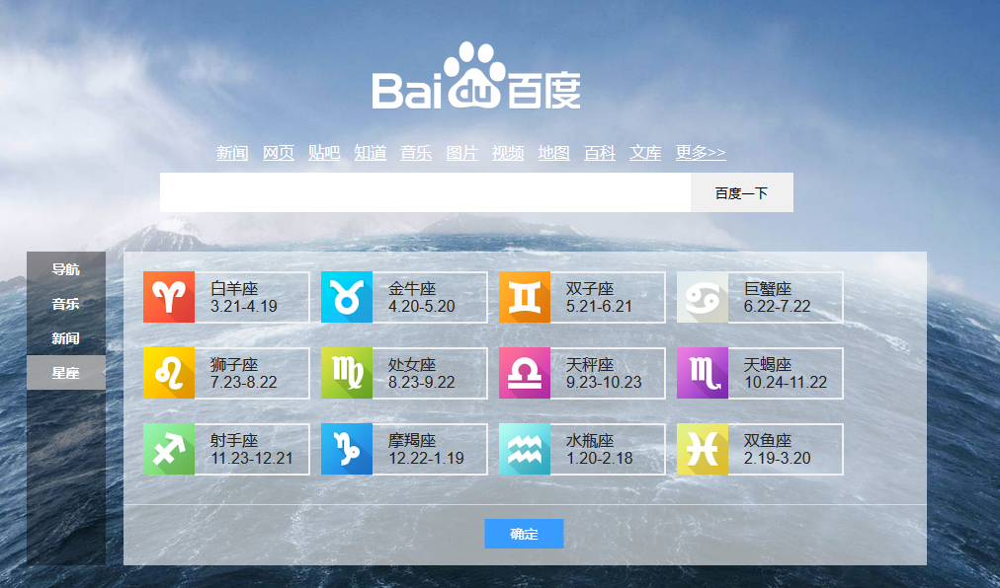 Bai du 百度
新闻 网页 贴吧 知道 音乐 图片 视频 地图 百科 文库 更多>>
百度一下
导航
音乐
新闻
星座
白羊座
3.21-4.19
金牛座
4.20-5.20
双子座
5.21-6.21
巨蟹座
6.22-7.22
狮子座
7.23-8.22
处女座
8.23-9.22
天秤座
9.23-10.23
天蝎座
10.24-11.22
射手座
11.23-12.21
摩羯座
12.22-1.19
水瓶座
1.20-2.18
双鱼座
2.19-3.20
确定